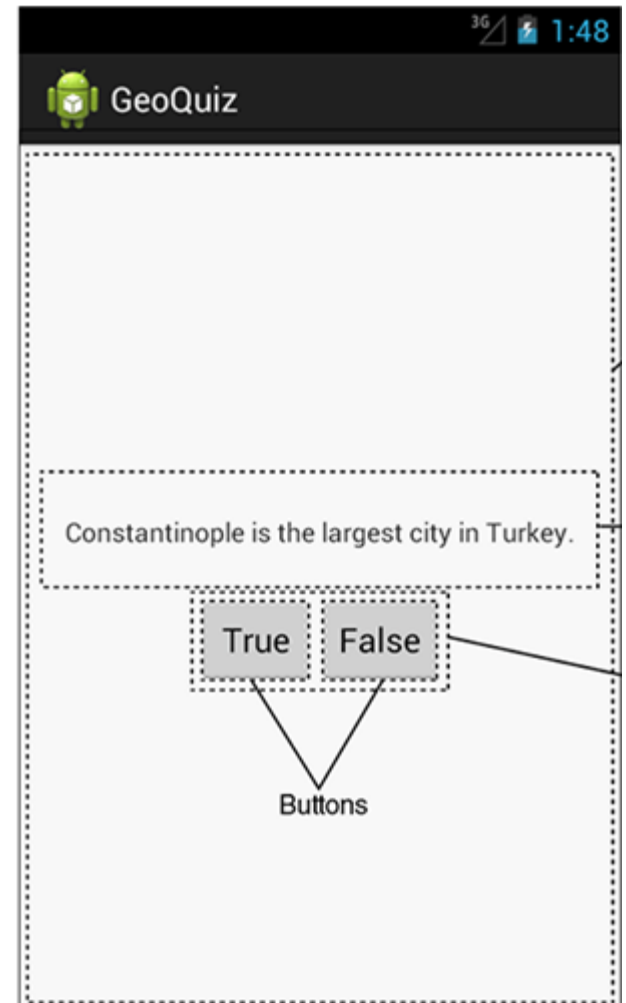 3G 1:48
GeoQuiz
Constantinople is the largest city in Turkey.
True False
Buttons